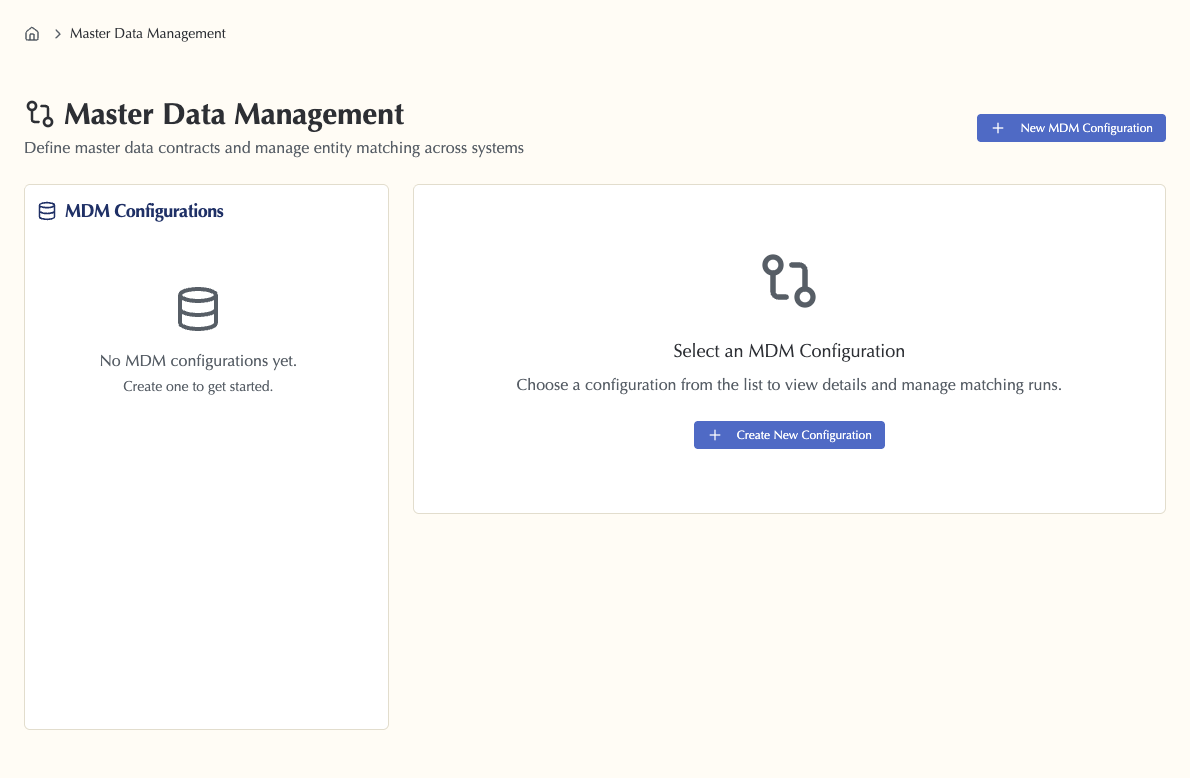 Master Data Management
Master Data Management
Define master data contracts and manage entity matching across systems
New MDM Configuration
MDM Configurations
No MDM configurations yet.
Create one to get started.
Select an MDM Configuration
Choose a configuration from the list to view details and manage matching runs.
Create New Configuration